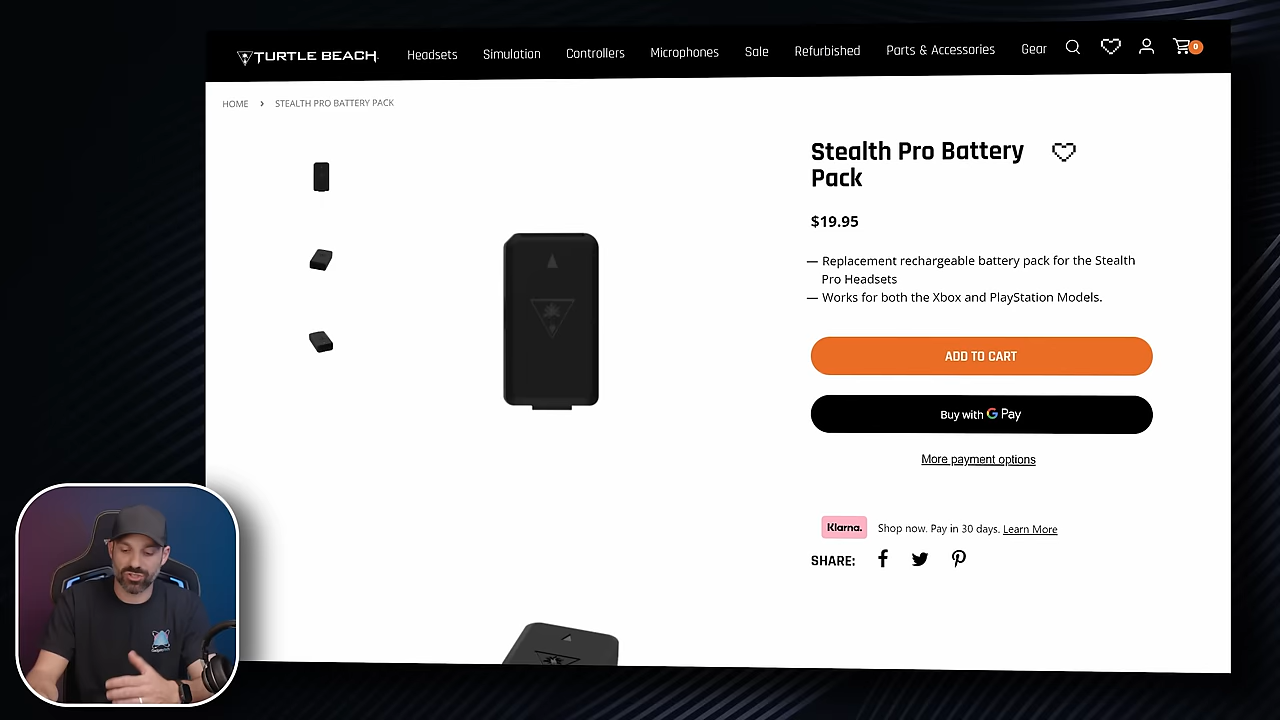 TURTLE BEACH
Headsets
Simulation
Controllers
Microphones
Sale
Refurbished
Parts & Accessories
Gear
0
HOME > STEALTH PRO BATTERY PACK
Stealth Pro Battery
Pack
$19.95
— Replacement rechargeable battery pack for the Stealth
Pro Headsets
— Works for both the Xbox and PlayStation Models.
ADD TO CART
Buy with G Pay
More payment options
Klarna. Shop now. Pay in 30 days. Learn More
SHARE: